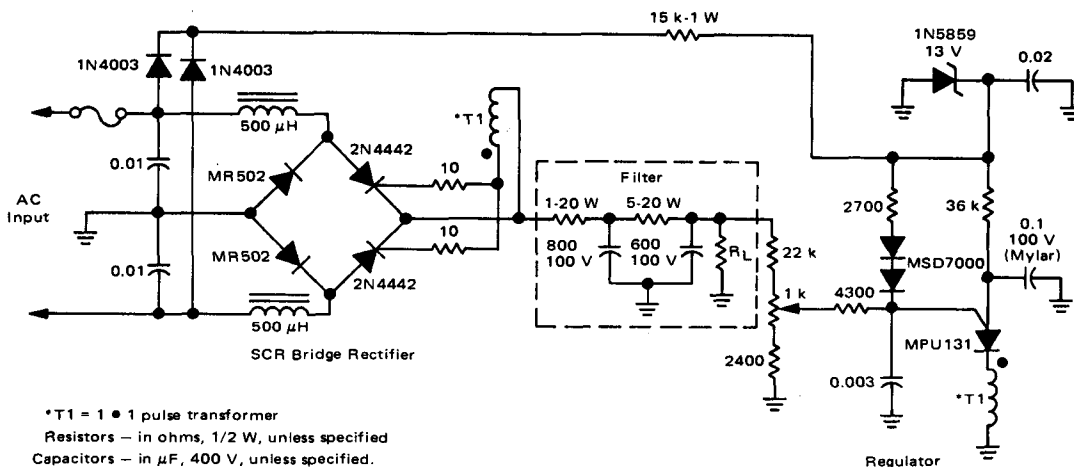 15 k-1 W
1N5859
13 V
0.02
1N4003
1N4003
500 µH
*T1
0.01
2N4442
MR502
10
Filter
1-20 W
5-20 W
2700
36 k
AC
Input
10
800
100 V
600
100 V
RL
22 k
0.1
100 V
(Mylar)
MSD7000
0.01
MR502
2N4442
1 k
4300
MPU131
500 µH
2400
0.003
*T1
SCR Bridge Rectifier
*T1 = 1 ● 1 pulse transformer
Resistors — in ohms, 1/2 W, unless specified
Capacitors — in µF, 400 V, unless specified.
Regulator